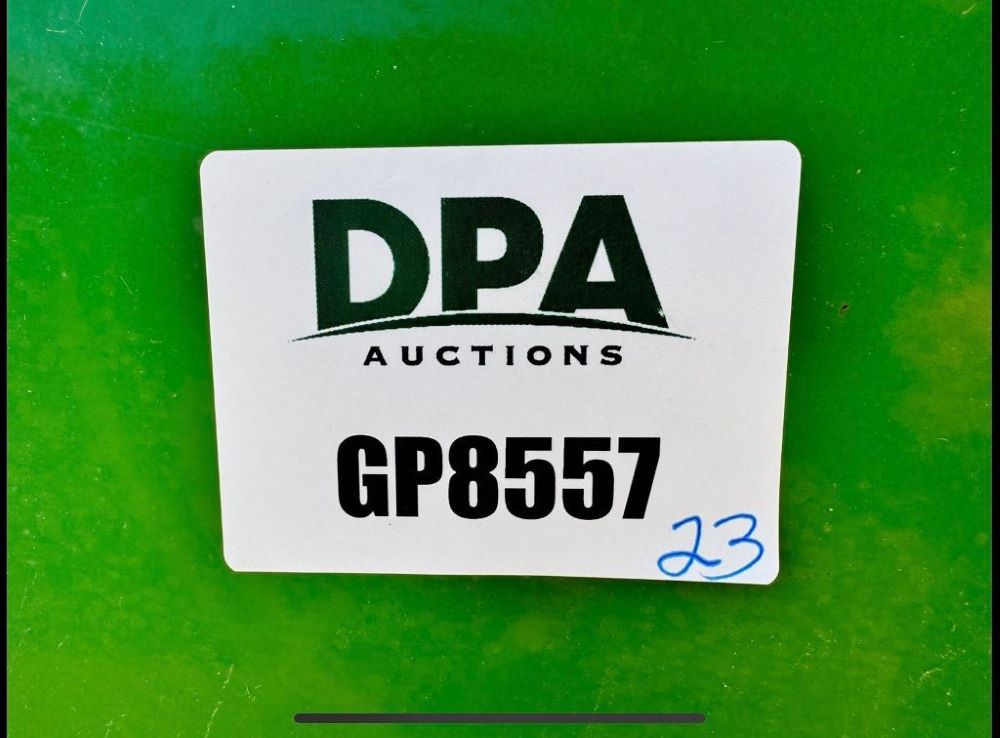 DPA
AUCTIONS
GP8557
23